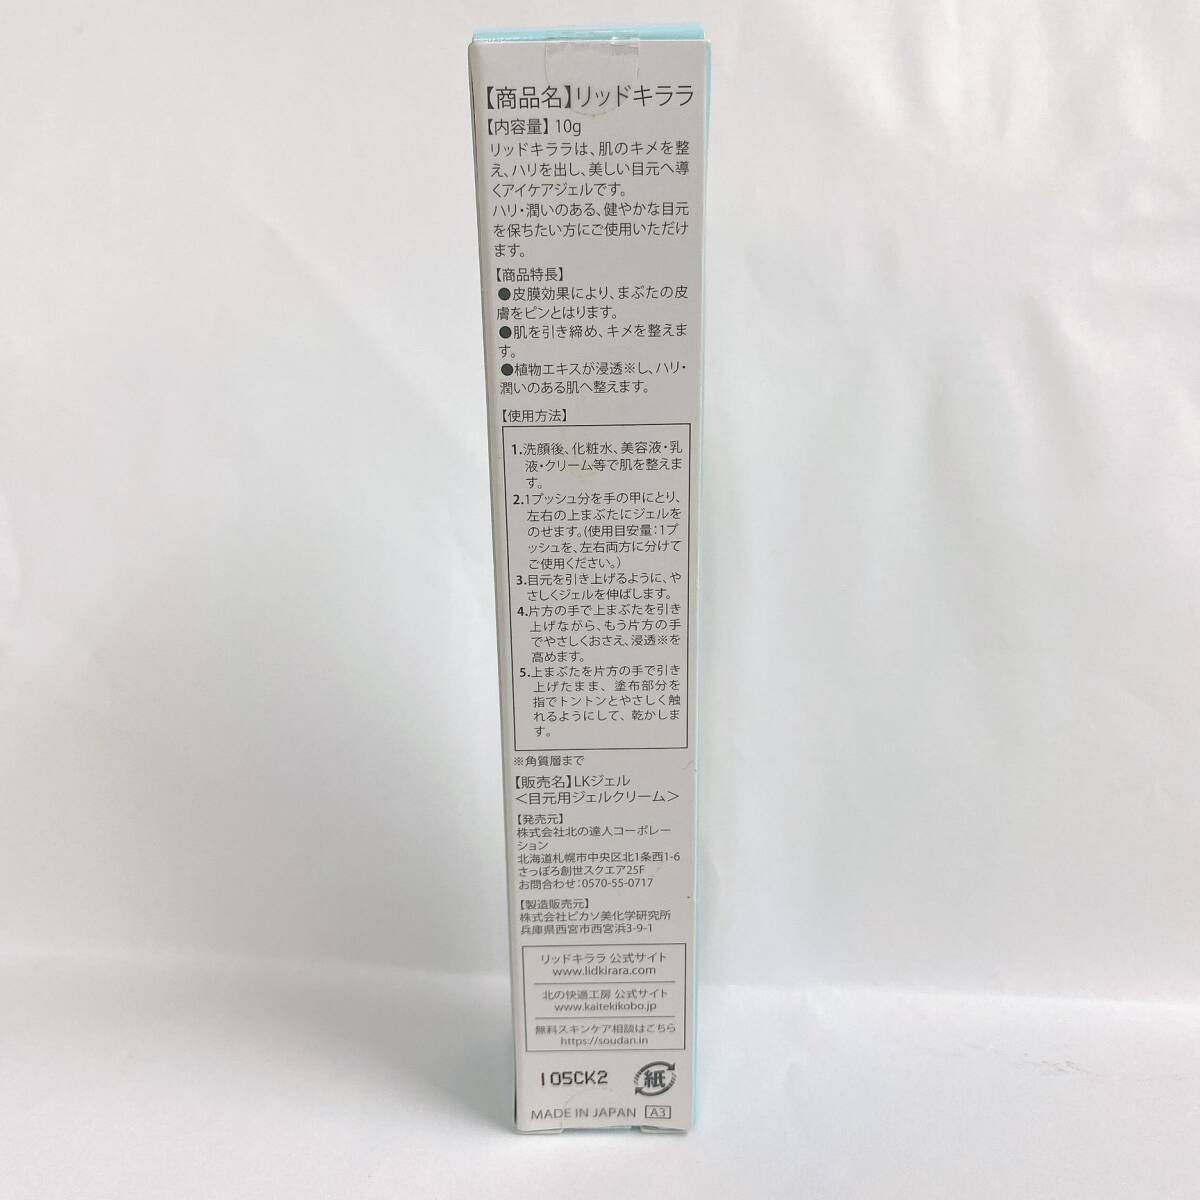 【商品名】リッドキララ
【内容量】10g
リッドキララは、肌のキメを整
え、ハリを出し、美しい目元へ導
くアイケアジェルです。
ハリ・潤いのある、健やかな目元
を保ちたい方にご使用いただけ
ます。
【商品特長】
●皮膜効果により、まぶたの皮
膚をピンとはります。
●肌を引き締め、キメを整えま
す。
●植物エキスが浸透※し、ハリ・
潤いのある肌へ整えます。
【使用方法】
1.洗顔後、化粧水、美容液・乳
液・クリーム等で肌を整えま
す。
2.1プッシュ分を手の甲にとり、
左右の上まぶたにジェルを
のせます。(使用目安量:1プ
ッシュを、左右両方に分けて
ご使用ください。)
3.目元を引き上げるように、や
さしくジェルを伸ばします。
4.片方の手で上まぶたを引き
上げながら、もう片方の手
でやさしくおさえ、浸透※を
高めます。
5.上まぶたを片方の手で引き
上げたまま、塗布部分を
指でトントンとやさしく触
れるようにして、乾かしま
す。
※角質層まで
【販売名】LKジェル
＜目元用ジェルクリーム＞
【発売元】
株式会社北の達人コーポレー
ション
北海道札幌市中央区北1条西1-6
さっぽろ創世スクエア25F
お問合わせ:0570-55-0717
【製造販売元】
株式会社ピカソ美化学研究所
兵庫県西宮市西宮浜3-9-1
リッドキララ 公式サイト
www.lidkirara.com
北の快適工房 公式サイト
www.kaitekikobo.jp
無料スキンケア相談はこちら
https://soudan.in
105CK2 紙
MADE IN JAPAN A3